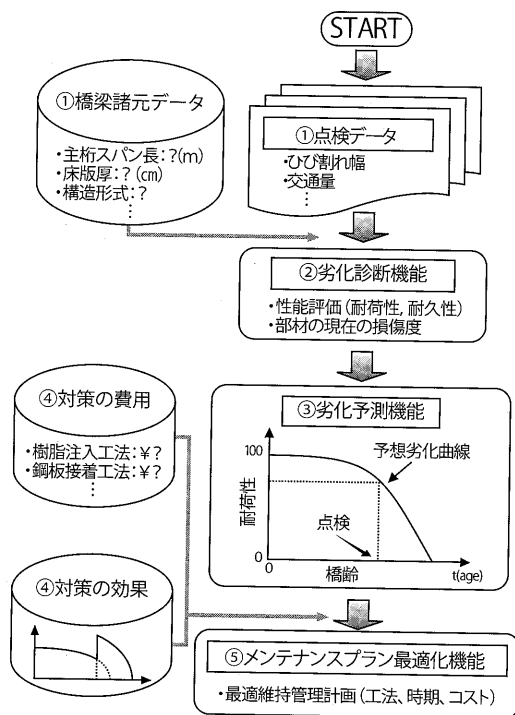 START
①橋梁諸元データ
・主桁スパン長：?(m)
・床版厚：?(㎝)
・構造形式：?
⋮
①点検データ
・ひび割れ幅
・交通量
⋮
②劣化診断機能
・性能評価(耐荷性, 耐久性)
・部材の現在の損傷度
④対策の費用
・樹脂注入工法：¥?
・鋼板接着工法：¥?
⋮
③劣化予測機能
100
予想劣化曲線
耐荷性
点検
0
0
橋齢
t(age)
④対策の効果
⑤メンテナンスプラン最適化機能
・最適維持管理計画(工法、時期、コスト)